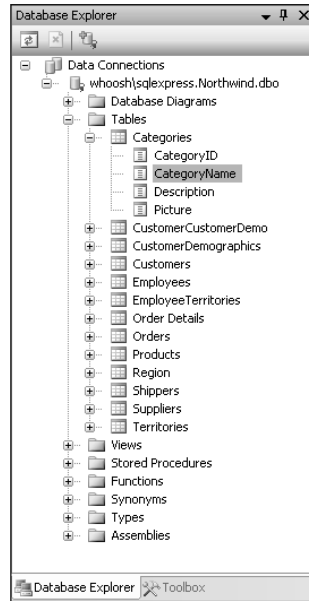 Database Explorer
Data Connections
whoosh\sqlexpress.Northwind.dbo
Database Diagrams
Tables
Categories
CategoryID
CategoryName
Description
Picture
CustomerCustomerDemo
CustomerDemographics
Customers
Employees
EmployeeTerritories
Order Details
Orders
Products
Region
Shippers
Suppliers
Territories
Views
Stored Procedures
Functions
Synonyms
Types
Assemblies
Database Explorer Toolbox